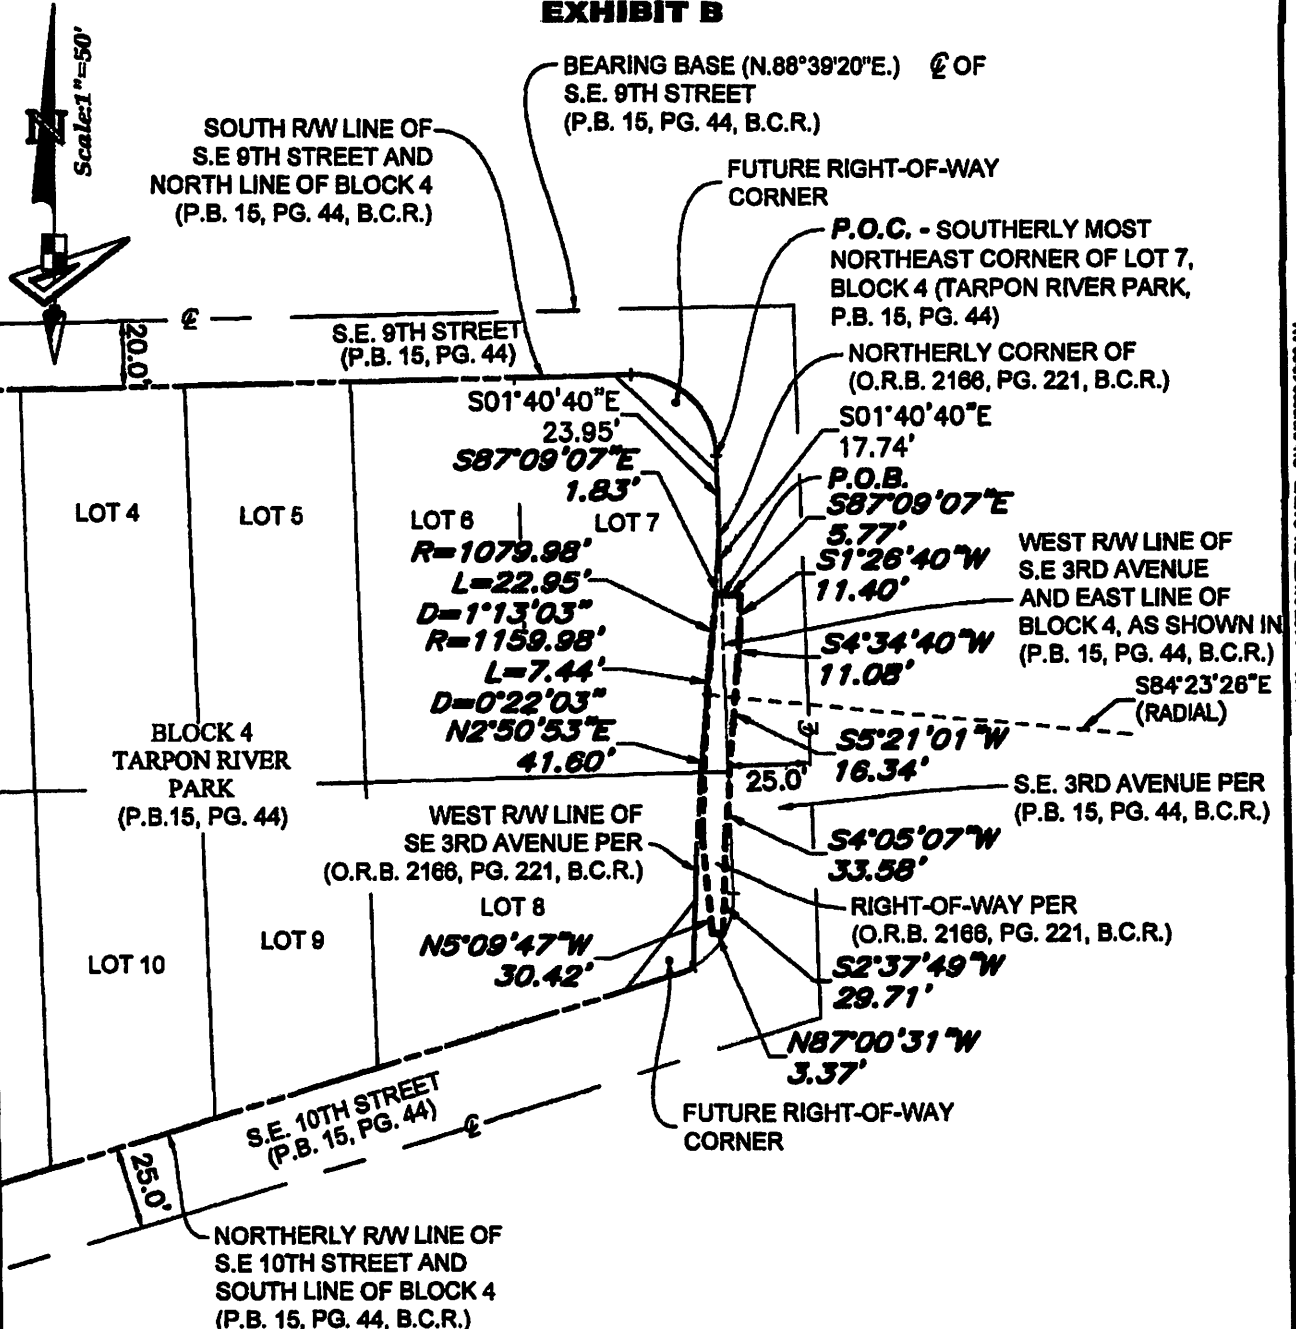 EXHIBIT B
Scale:1"=50'
N
BEARING BASE (N.88°39'20"E.) ℄ OF
S.E. 9TH STREET
(P.B. 15, PG. 44, B.C.R.)
SOUTH R/W LINE OF
S.E 9TH STREET AND
NORTH LINE OF BLOCK 4
(P.B. 15, PG. 44, B.C.R.)
FUTURE RIGHT-OF-WAY
CORNER
P.O.C. - SOUTHERLY MOST
NORTHEAST CORNER OF LOT 7,
BLOCK 4 (TARPON RIVER PARK,
P.B. 15, PG. 44)
℄
S.E. 9TH STREET
(P.B. 15, PG. 44)
20.0'
NORTHERLY CORNER OF
(O.R.B. 2166, PG. 221, B.C.R.)
S01°40'40"E
23.95'
S01°40'40"E
17.74'
S87°09'07"E
1.83'
P.O.B.
S87°09'07"E
5.77'
LOT 4
LOT 5
LOT 6
LOT 7
R=1079.98'
L=22.95'
D=1°13'03"
R=1159.98'
L=7.44'
D=0°22'03"
N2°50'53"E
41.60'
S1°26'40"W
11.40'
WEST R/W LINE OF
S.E 3RD AVENUE
AND EAST LINE OF
BLOCK 4, AS SHOWN IN
(P.B. 15, PG. 44, B.C.R.)
S4°34'40"W
11.08'
S84°23'26"E
(RADIAL)
BLOCK 4
TARPON RIVER
PARK
(P.B.15, PG. 44)
℄
S5°21'01"W
16.34'
25.0'
S.E. 3RD AVENUE PER
(P.B. 15, PG. 44, B.C.R.)
WEST R/W LINE OF
SE 3RD AVENUE PER
(O.R.B. 2166, PG. 221, B.C.R.)
S4°05'07"W
33.58'
LOT 8
RIGHT-OF-WAY PER
(O.R.B. 2166, PG. 221, B.C.R.)
LOT 9
LOT 10
N5°09'47"W
30.42'
S2°37'49"W
29.71'
N87°00'31"W
3.37'
S.E. 10TH STREET
(P.B. 15, PG. 44)
℄
FUTURE RIGHT-OF-WAY
CORNER
25.0'
NORTHERLY R/W LINE OF
S.E 10TH STREET AND
SOUTH LINE OF BLOCK 4
(P.B. 15, PG. 44, B.C.R.)